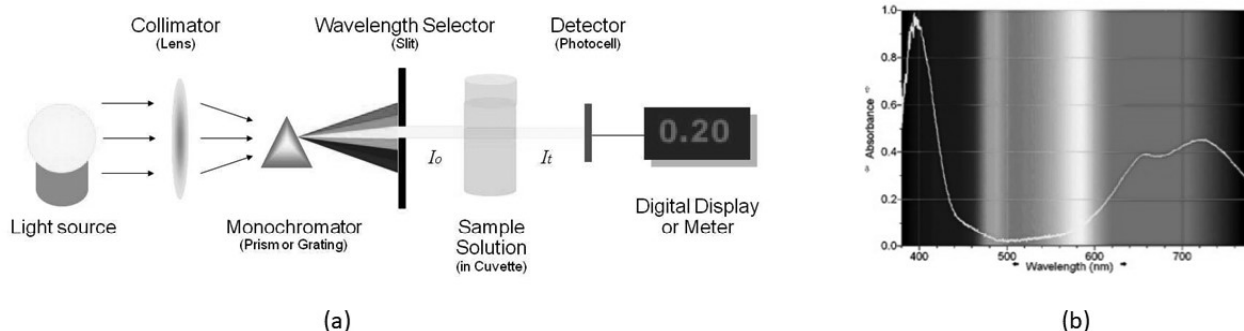 Collimator
(Lens)
Wavelength Selector
(Slit)
Detector
(Photocell)
0.20
Io
It
Light source
Monochromator
(Prism or Grating)
Sample
Solution
(in Cuvette)
Digital Display
or Meter
(a)
1.0
0.8
0.6
0.4
0.2
0.0
Absorbance
400
500
600
700
Wavelength (nm)
(b)